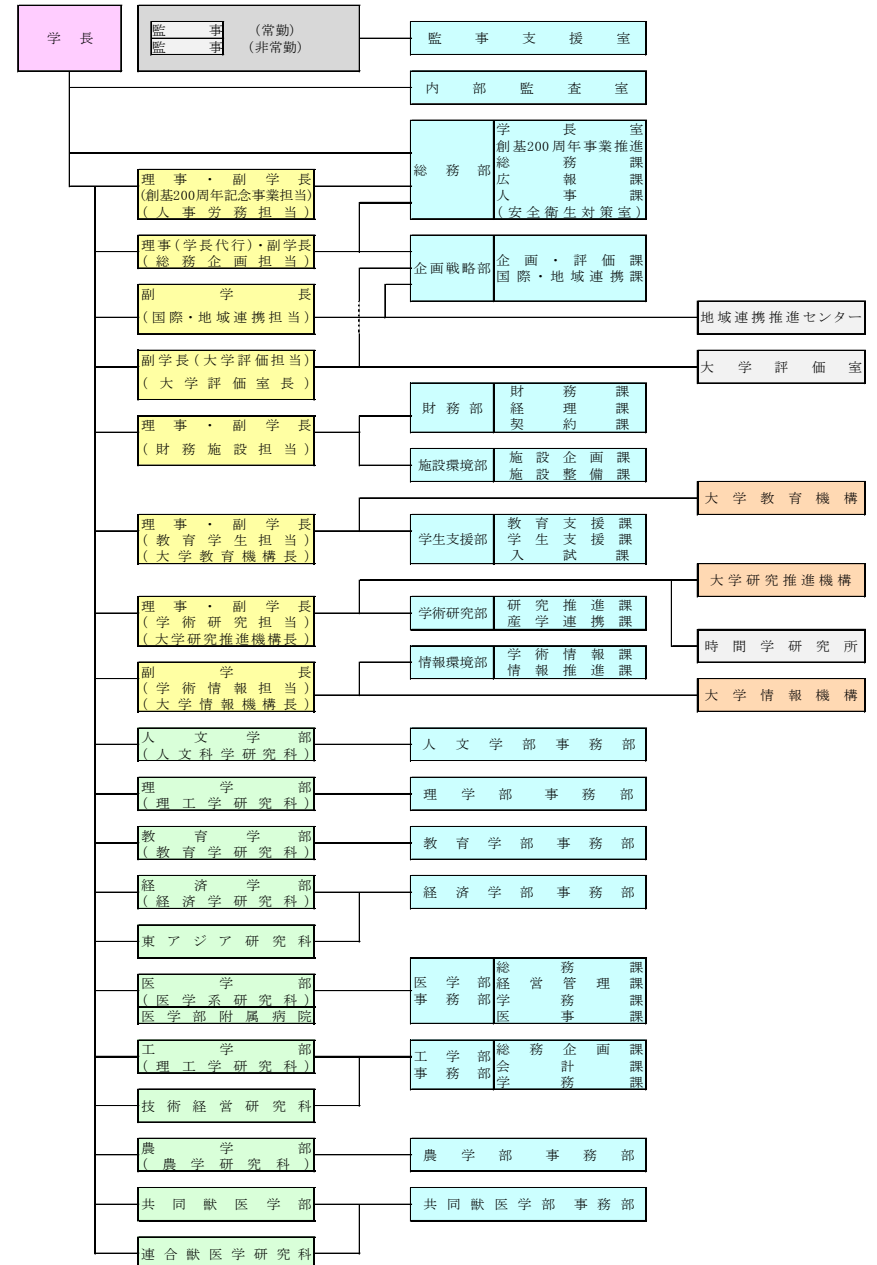 学長
監事 (常勤)
監事 (非常勤)
監事支援室
内部監査室
総務部
学長室
創基200周年事業推進
総務課
広報課
人事課
(安全衛生対策室)
理事・副学長
(創基200周年記念事業担当)
(人事労務担当)
理事(学長代行)・副学長
(総務企画担当)
企画戦略部
企画・評価課
国際・地域連携課
副学長
(国際・地域連携担当)
地域連携推進センター
副学長(大学評価担当)
(大学評価室長)
大学評価室
理事・副学長
(財務施設担当)
財務部
財務課
経理課
契約課
施設環境部
施設企画課
施設整備課
大学教育機構
理事・副学長
(教育学生担当)
(大学教育機構長)
学生支援部
教育支援課
学生支援課
入試課
大学研究推進機構
理事・副学長
(学術研究担当)
(大学研究推進機構長)
学術研究部
研究推進課
産学連携課
時間学研究所
副学長
(学術情報担当)
(大学情報機構長)
情報環境部
学術情報課
情報推進課
大学情報機構
人文学部
(人文科学研究科)
人文学部事務部
理学部
(理工学研究科)
理学部事務部
教育学部
(教育学研究科)
教育学部事務部
経済学部
(経済学研究科)
経済学部事務部
東アジア研究科
医学部
(医学系研究科)
医学部附属病院
医学部
事務部
総務課
経営管理課
学務課
医事課
工学部
(理工学研究科)
工学部
事務部
総務企画課
会計課
学務課
技術経営研究科
農学部
(農学研究科)
農学部事務部
共同獣医学部
共同獣医学部事務部
連合獣医学研究科